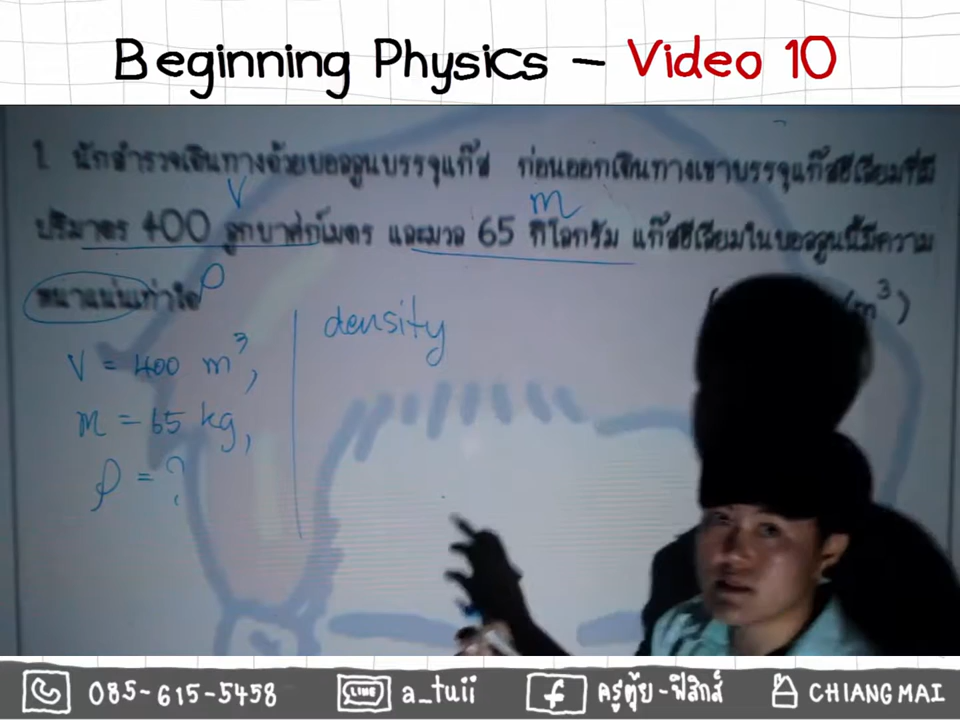 Beginning Physics – Video 10
1. นักสำรวจเดินทางด้วยบอลลูนบรรจุแก๊ส ก่อนออกเดินทางเขาบรรจุแก๊สฮีเลียมที่มี
V m
ปริมาตร 400 ลูกบาศก์เมตร และมวล 65 กิโลกรัม แก๊สฮีเลียมในบอลลูนนี้มีความ
หนาแน่นเท่าใด ρ /m³)
V = 400 m³,
m = 65 kg,
ρ = ?
density
085-615-5458 LINE a_tuii f ครูตุ้ย-ฟิสิกส์ CHIANG MAI